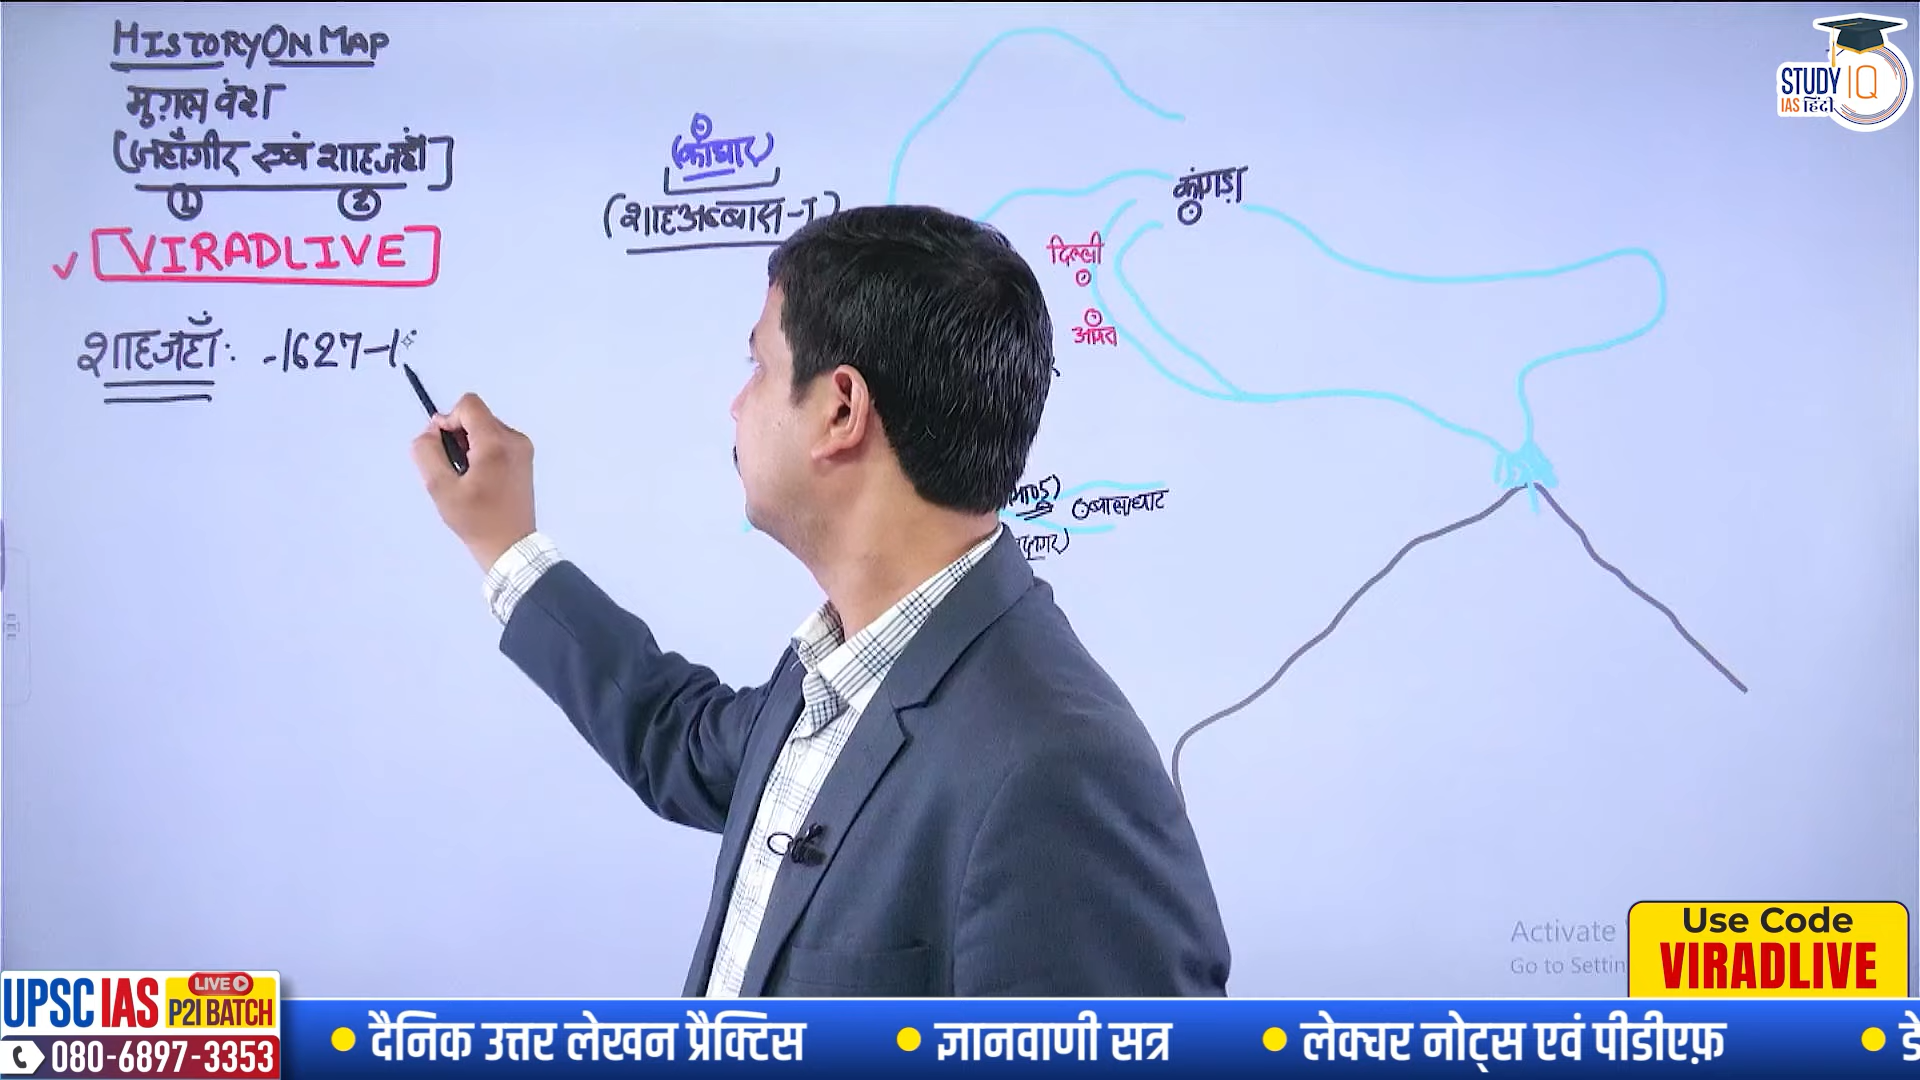 HISTORY ON MAP
मुग़ल वंश
(जहाँगीर एवं शाहजहाँ]
1 2
✓ VIRADLIVE
शाहजहाँ: -1627-1
(काँधार)
(शाहअब्बास-I)
कांगड़ा
दिल्ली
आगरा
बालाघाट
STUDY IQ
IAS हिंदी
Activate
Go to Settin
Use Code
VIRADLIVE
UPSC IAS LIVE P2I BATCH
080-6897-3353
दैनिक उत्तर लेखन प्रैक्टिस ज्ञानवाणी सत्र लेक्चर नोट्स एवं पीडीएफ़ डे